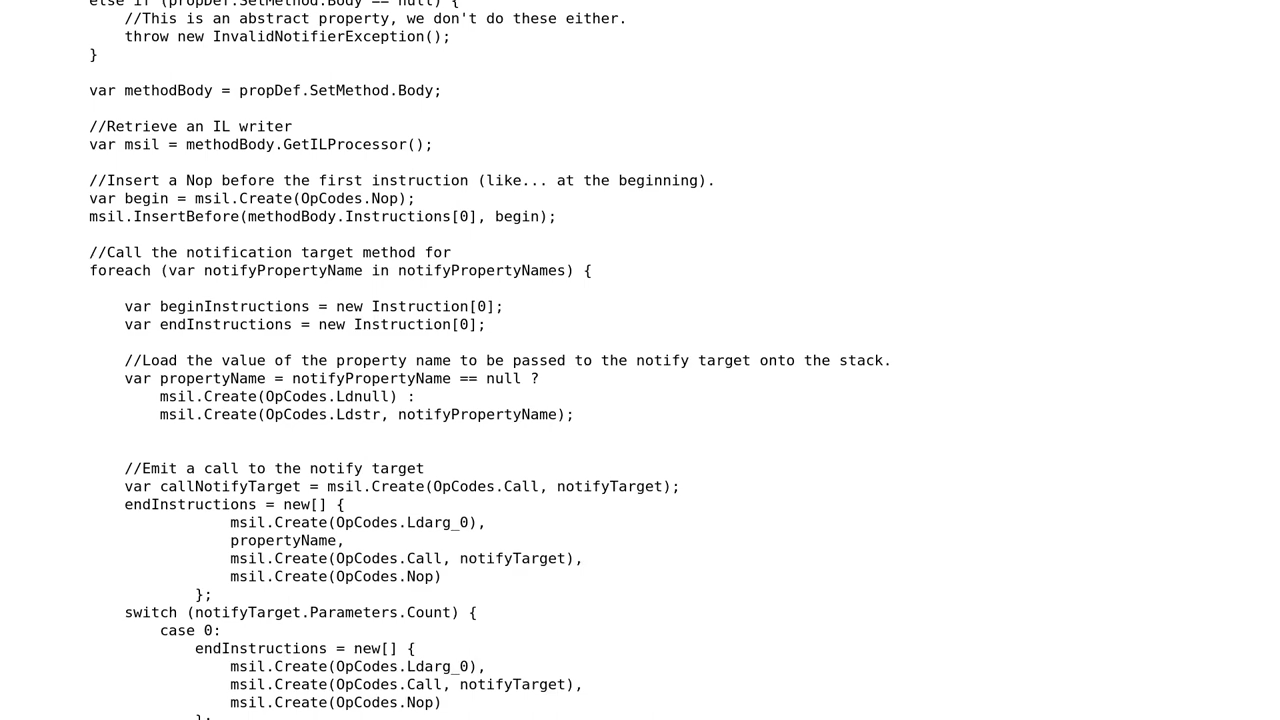 else if (propDef.SetMethod.Body == null) {
//This is an abstract property, we don't do these either.
throw new InvalidNotifierException();
}
var methodBody = propDef.SetMethod.Body;
//Retrieve an IL writer
var msil = methodBody.GetILProcessor();
//Insert a Nop before the first instruction (like... at the beginning).
var begin = msil.Create(OpCodes.Nop);
msil.InsertBefore(methodBody.Instructions[0], begin);
//Call the notification target method for
foreach (var notifyPropertyName in notifyPropertyNames) {
var beginInstructions = new Instruction[0];
var endInstructions = new Instruction[0];
//Load the value of the property name to be passed to the notify target onto the stack.
var propertyName = notifyPropertyName == null ?
msil.Create(OpCodes.Ldnull) :
msil.Create(OpCodes.Ldstr, notifyPropertyName);
//Emit a call to the notify target
var callNotifyTarget = msil.Create(OpCodes.Call, notifyTarget);
endInstructions = new[] {
msil.Create(OpCodes.Ldarg_0),
propertyName,
msil.Create(OpCodes.Call, notifyTarget),
msil.Create(OpCodes.Nop)
};
switch (notifyTarget.Parameters.Count) {
case 0:
endInstructions = new[] {
msil.Create(OpCodes.Ldarg_0),
msil.Create(OpCodes.Call, notifyTarget),
msil.Create(OpCodes.Nop)
};